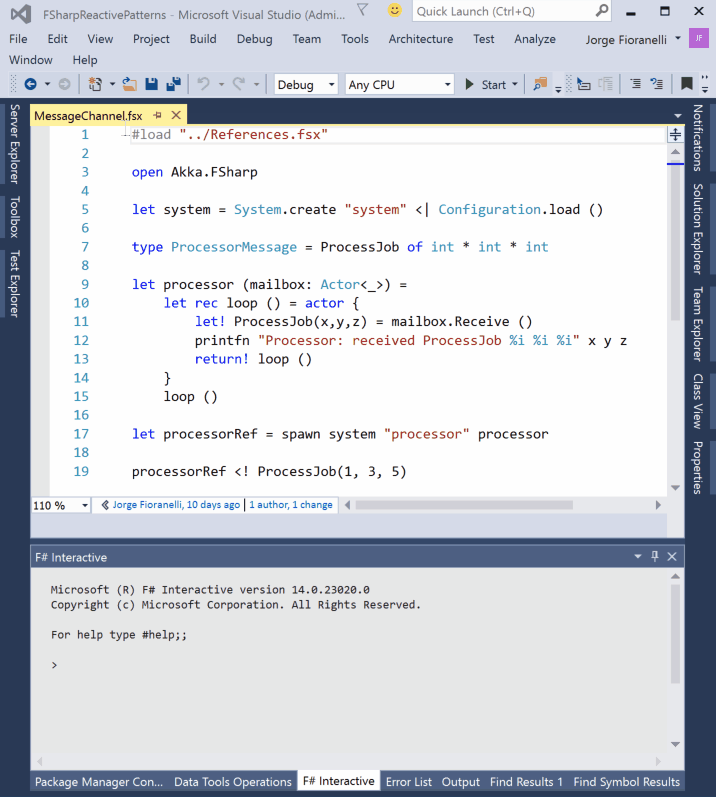 FSharpReactivePatterns - Microsoft Visual Studio (Admi...
Quick Launch (Ctrl+Q)
File Edit View Project Build Debug Team Tools Architecture Test Analyze
Jorge Fioranelli
JF
Window Help
Debug
Any CPU
Start
Server Explorer
Toolbox
Test Explorer
MessageChannel.fsx
1 #load "../References.fsx"
2
3 open Akka.FSharp
4
5 let system = System.create "system" <| Configuration.load ()
6
7 type ProcessorMessage = ProcessJob of int * int * int
8
9 let processor (mailbox: Actor<_>) =
10 let rec loop () = actor {
11 let! ProcessJob(x,y,z) = mailbox.Receive ()
12 printfn "Processor: received ProcessJob %i %i %i" x y z
13 return! loop ()
14 }
15 loop ()
16
17 let processorRef = spawn system "processor" processor
18
19 processorRef <! ProcessJob(1, 3, 5)
110 %
Jorge Fioranelli, 10 days ago | 1 author, 1 change
Notifications
Solution Explorer
Team Explorer
Class View
Properties
F# Interactive
Microsoft (R) F# Interactive version 14.0.23020.0
Copyright (c) Microsoft Corporation. All Rights Reserved.
For help type #help;;
>
Package Manager Con... Data Tools Operations F# Interactive Error List Output Find Results 1 Find Symbol Results